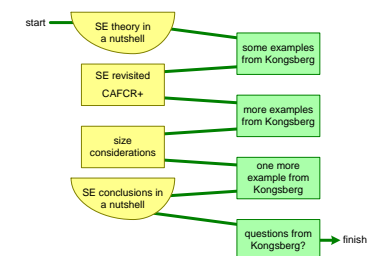 start
SE theory in
a nutshell
some examples
from Kongsberg
SE revisited
CAFCR+
more examples
from Kongsberg
size
considerations
one more
example from
Kongsberg
SE conclusions in
a nutshell
questions from
Kongsberg?
finish